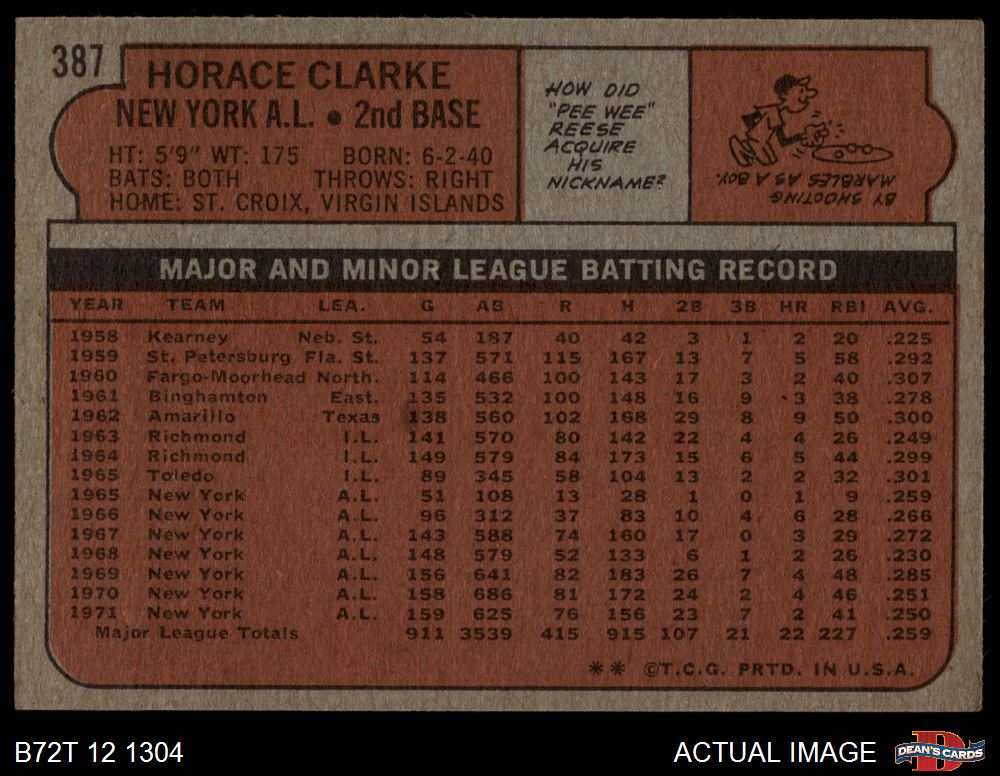 387
HORACE CLARKE
NEW YORK A.L. • 2nd BASE
HT: 5'9" WT: 175 BORN: 6-2-40
BATS: BOTH THROWS: RIGHT
HOME: ST. CROIX, VIRGIN ISLANDS
HOW DID
"PEE WEE"
REESE
ACQUIRE
HIS
NICKNAME?
BY SHOOTING
MARBLES AS A BOY.
MAJOR AND MINOR LEAGUE BATTING RECORD
YEAR TEAM LEA. G AB R H 2B 3B HR RBI AVG.
1958 Kearney Neb. St. 54 187 40 42 3 1 2 20 .225
1959 St. Petersburg Fla. St. 137 571 115 167 13 7 5 58 .292
1960 Fargo-Moorhead North. 114 466 100 143 17 3 2 40 .307
1961 Binghamton East. 135 532 100 148 16 9 3 38 .278
1962 Amarillo Texas 138 560 102 168 29 8 9 50 .300
1963 Richmond I.L. 141 570 80 142 22 4 4 26 .249
1964 Richmond I.L. 149 579 84 173 15 6 5 44 .299
1965 Toledo I.L. 89 345 58 104 13 2 2 32 .301
1965 New York A.L. 51 108 13 28 1 0 1 9 .259
1966 New York A.L. 96 312 37 83 10 4 6 28 .266
1967 New York A.L. 143 588 74 160 17 0 3 29 .272
1968 New York A.L. 148 579 52 133 6 1 2 26 .230
1969 New York A.L. 156 641 82 183 26 7 4 48 .285
1970 New York A.L. 158 686 81 172 24 2 4 46 .251
1971 New York A.L. 159 625 76 156 23 7 2 41 .250
Major League Totals 911 3539 415 915 107 21 22 227 .259
** ©T.C.G. PRTD. IN U.S.A.
B72T 12 1304
ACTUAL IMAGE
DEAN'S CARDS